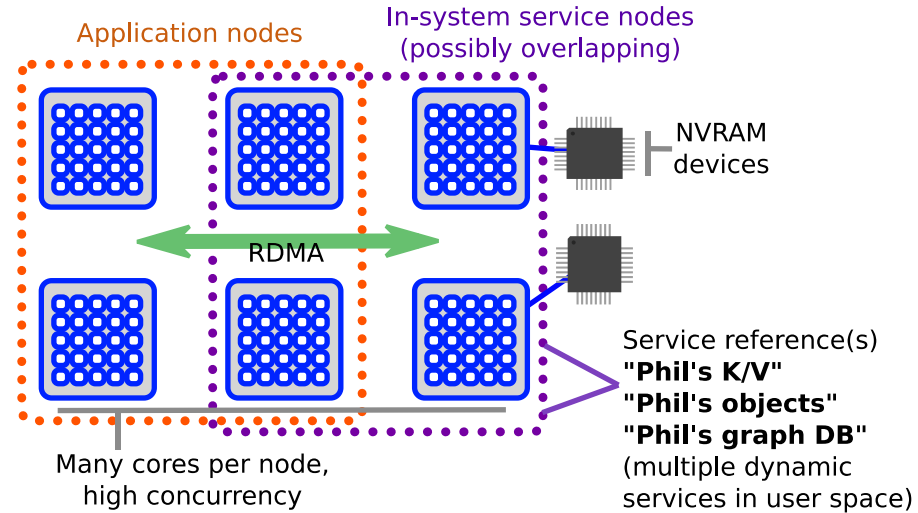 Application nodes
In-system service nodes
(possibly overlapping)
NVRAM
devices
RDMA
Service reference(s)
"Phil's K/V"
"Phil's objects"
"Phil's graph DB"
(multiple dynamic
services in user space)
Many cores per node,
high concurrency